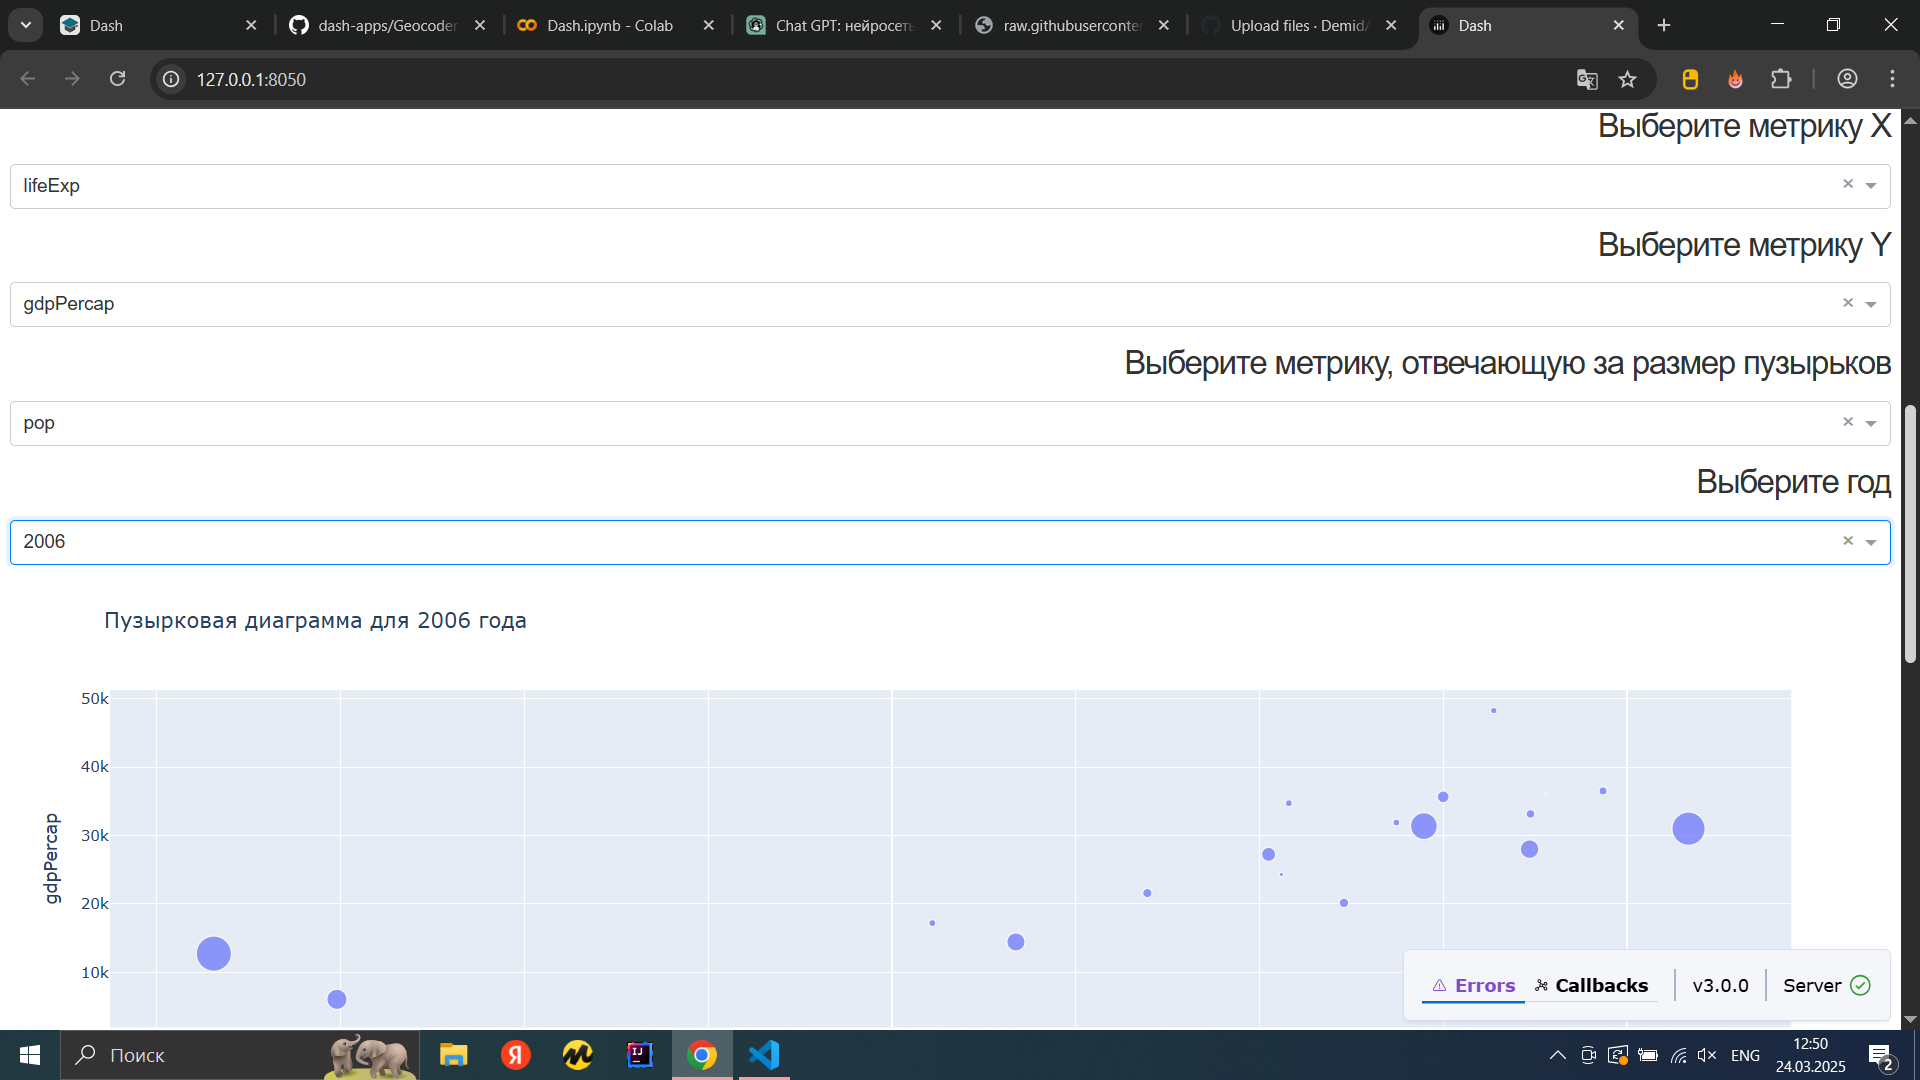 Dash
dash-apps/Geocoder
Dash.ipynb - Colab
Chat GPT: нейросеть
raw.githubuserconten
Upload files · DemidA
Dash
127.0.0.1:8050
Выберите метрику X
lifeExp
Выберите метрику Y
gdpPercap
Выберите метрику, отвечающую за размер пузырьков
pop
Выберите год
2006
Пузырковая диаграмма для 2006 года
50k
40k
30k
20k
10k
gdpPercap
Errors
Callbacks
v3.0.0
Server
Поиск
ENG
12:50
24.03.2025
2